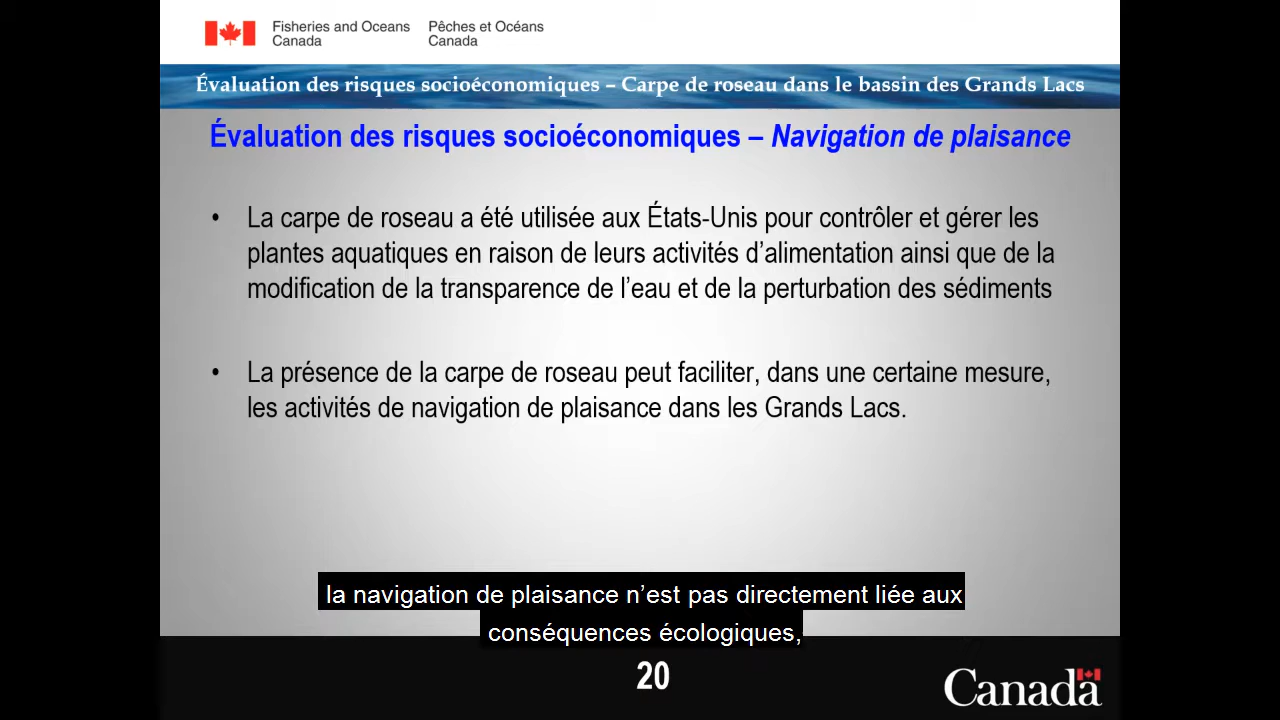 Fisheries and Oceans
Canada
Pêches et Océans
Canada
Évaluation des risques socioéconomiques – Carpe de roseau dans le bassin des Grands Lacs
Évaluation des risques socioéconomiques – Navigation de plaisance
• La carpe de roseau a été utilisée aux États-Unis pour contrôler et gérer les
plantes aquatiques en raison de leurs activités d’alimentation ainsi que de la
modification de la transparence de l’eau et de la perturbation des sédiments
• La présence de la carpe de roseau peut faciliter, dans une certaine mesure,
les activités de navigation de plaisance dans les Grands Lacs.
la navigation de plaisance n’est pas directement liée aux
conséquences écologiques,
20
Canada